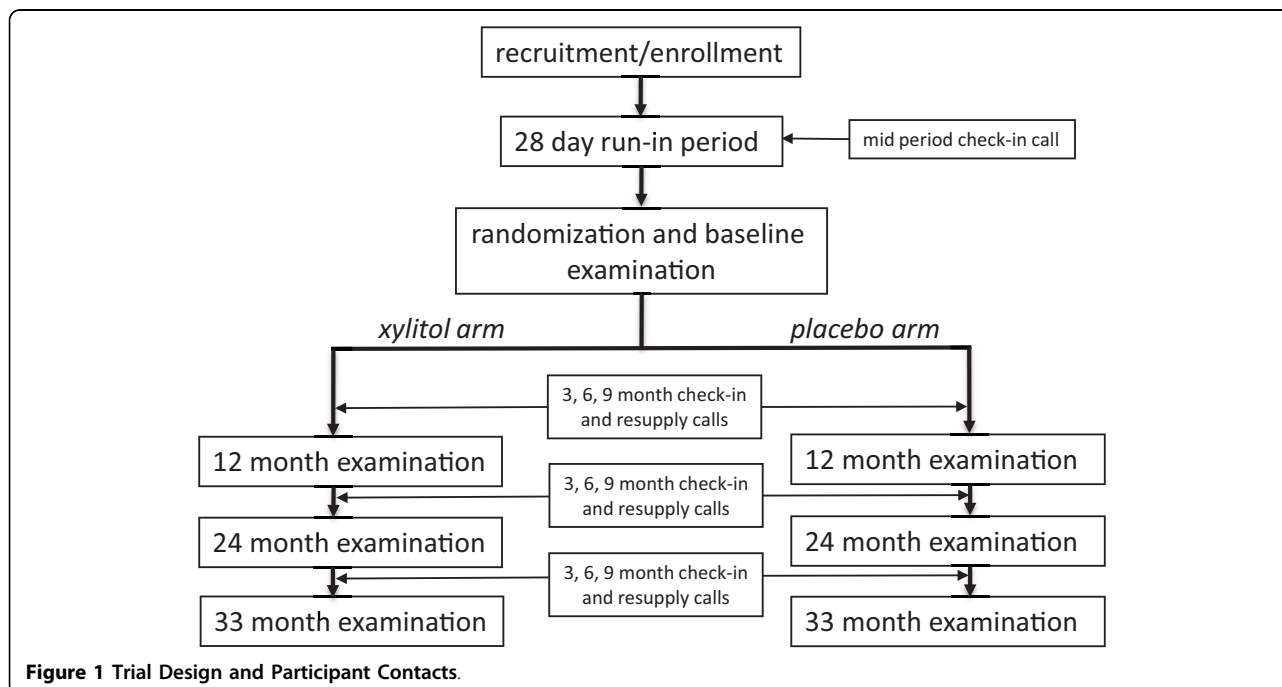 recruitment/enrollment
28 day run-in period
mid period check-in call
randomization and baseline
examination
xylitol arm
placebo arm
3, 6, 9 month check-in
and resupply calls
12 month examination
12 month examination
3, 6, 9 month check-in
and resupply calls
24 month examination
24 month examination
3, 6, 9 month check-in
and resupply calls
33 month examination
33 month examination
Figure 1 Trial Design and Participant Contacts.